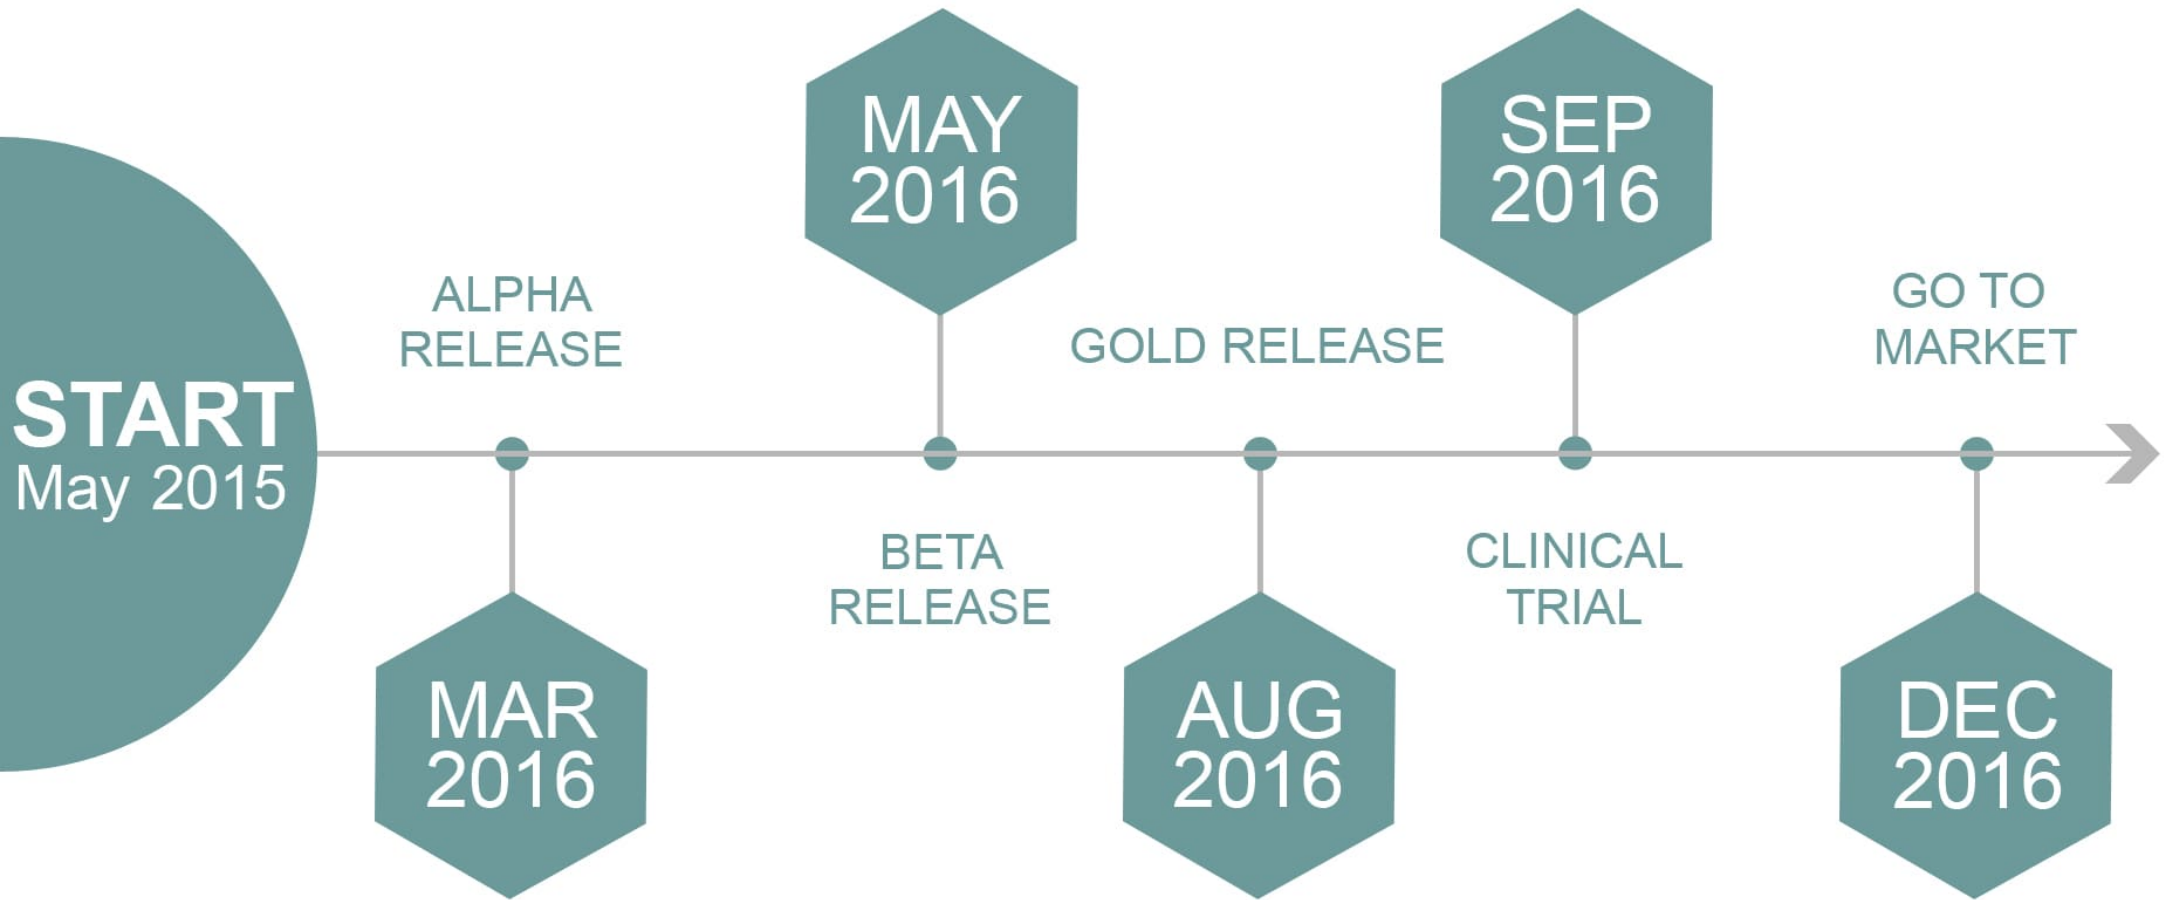 START
May 2015
ALPHA
RELEASE
MAR
2016
MAY
2016
BETA
RELEASE
GOLD RELEASE
AUG
2016
SEP
2016
CLINICAL
TRIAL
GO TO
MARKET
DEC
2016